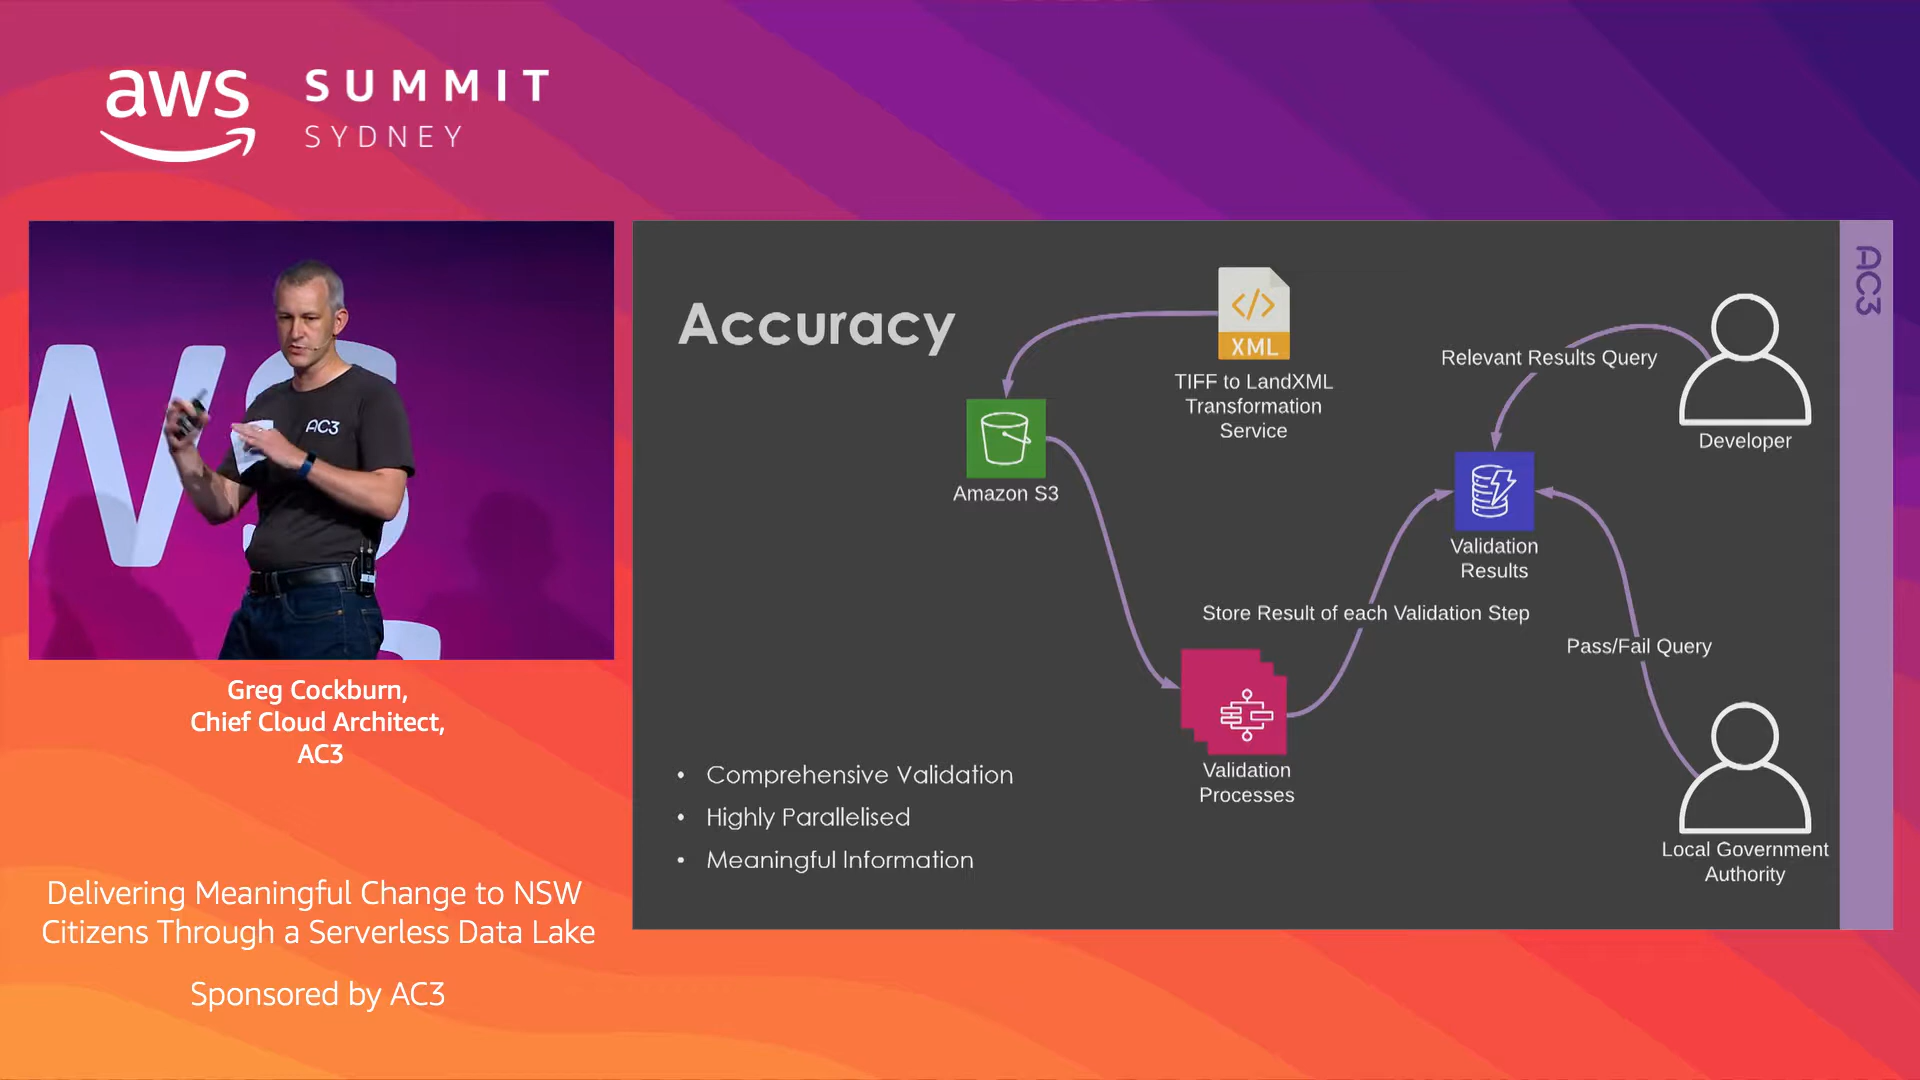 aws
SUMMIT
SYDNEY
WS
AC3
Greg Cockburn,
Chief Cloud Architect,
AC3
Delivering Meaningful Change to NSW
Citizens Through a Serverless Data Lake
Sponsored by AC3
Accuracy
XML
TIFF to LandXML
Transformation
Service
Amazon S3
Relevant Results Query
Developer
Validation
Results
Store Result of each Validation Step
Pass/Fail Query
Validation
Processes
Local Government
Authority
• Comprehensive Validation
• Highly Parallelised
• Meaningful Information
AC3